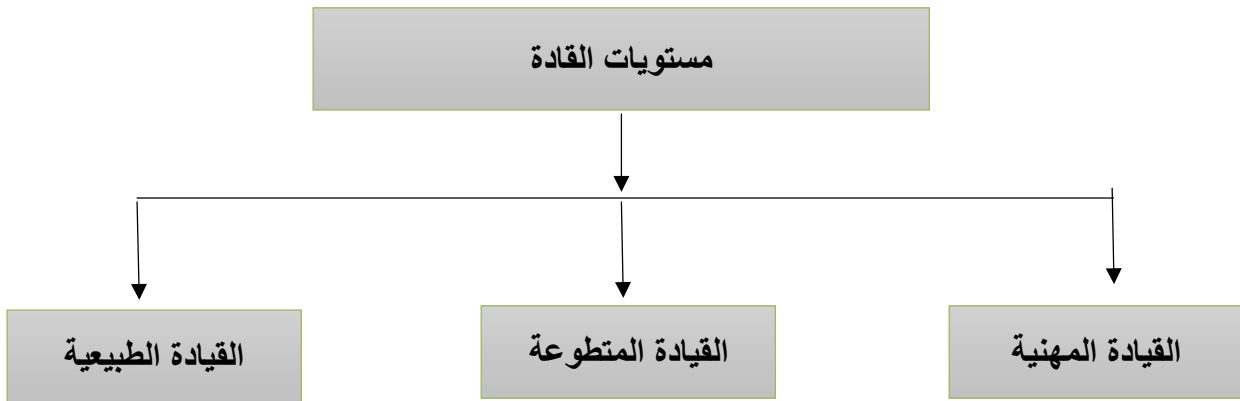 مستويات القادة
القيادة المهنية
القيادة المتطوعة
القيادة الطبيعية